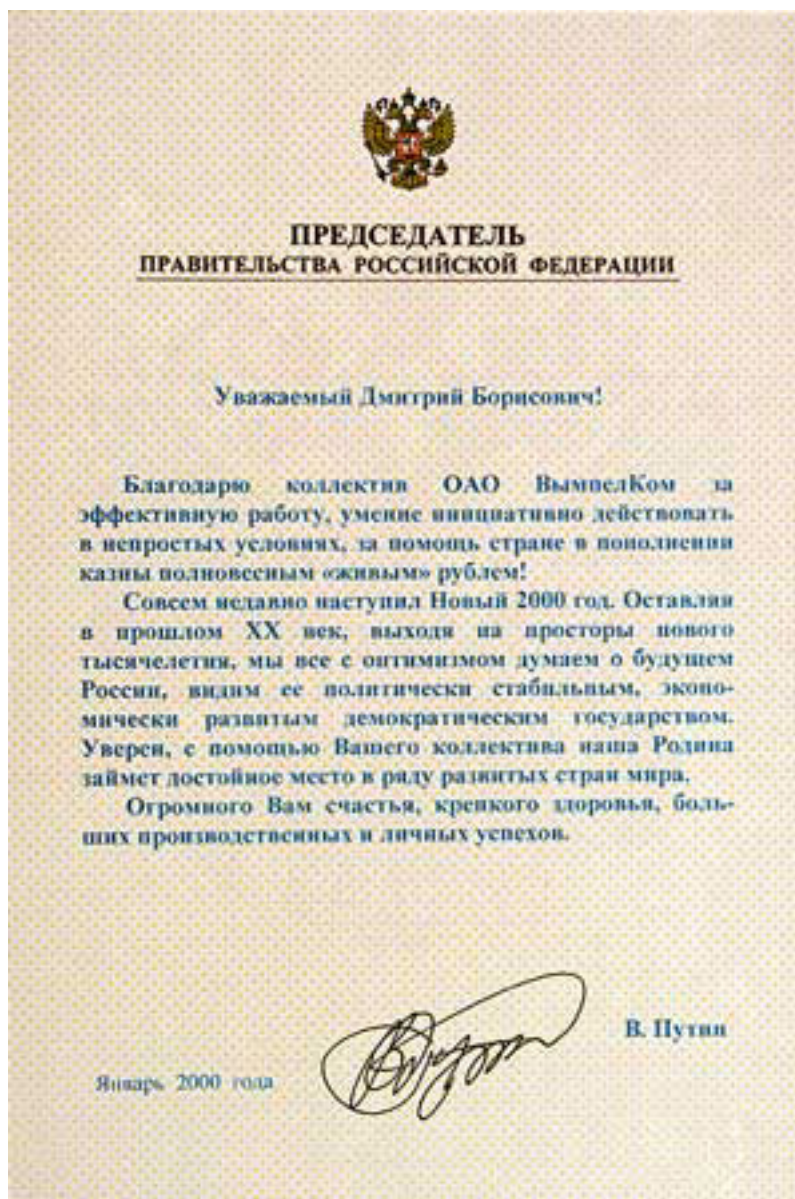 ПРЕДСЕДАТЕЛЬ
ПРАВИТЕЛЬСТВА РОССИЙСКОЙ ФЕДЕРАЦИИ
Уважаемый Дмитрий Борисович!
Благодарю коллектив ОАО ВымпелКом за
эффективную работу, умение инициативно действовать
в непростых условиях, за помощь стране в пополнении
казны полновесным «живым» рублем!
Совсем недавно наступил Новый 2000 год. Оставляя
в прошлом XX век, выходя на просторы нового
тысячелетия, мы все с оптимизмом думаем о будущем
России, видим ее политически стабильным, эконо-
мически развитым демократическим государством.
Уверен, с помощью Вашего коллектива наша Родина
займет достойное место в ряду развитых стран мира.
Огромного Вам счастья, крепкого здоровья, боль-
ших производственных и личных успехов.
В. Путин
Январь 2000 года